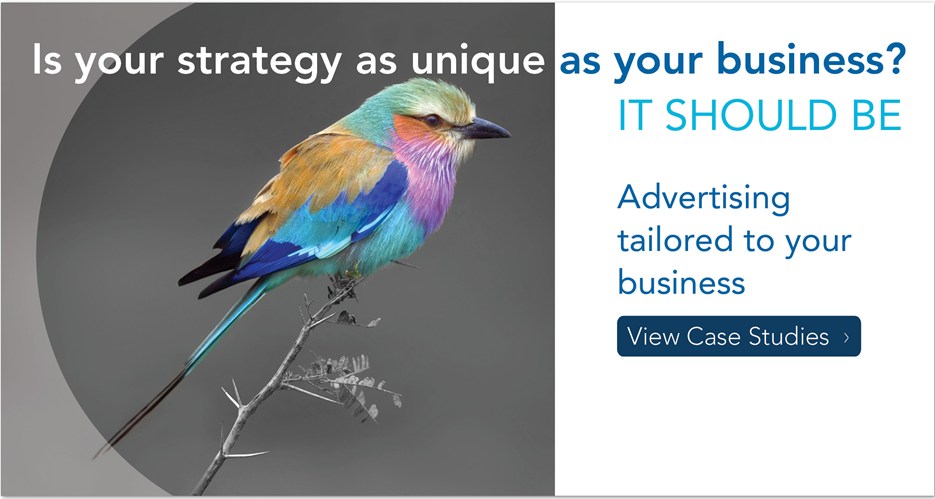 Is your strategy as unique as your business?
IT SHOULD BE
Advertising
tailored to your
business
View Case Studies ›